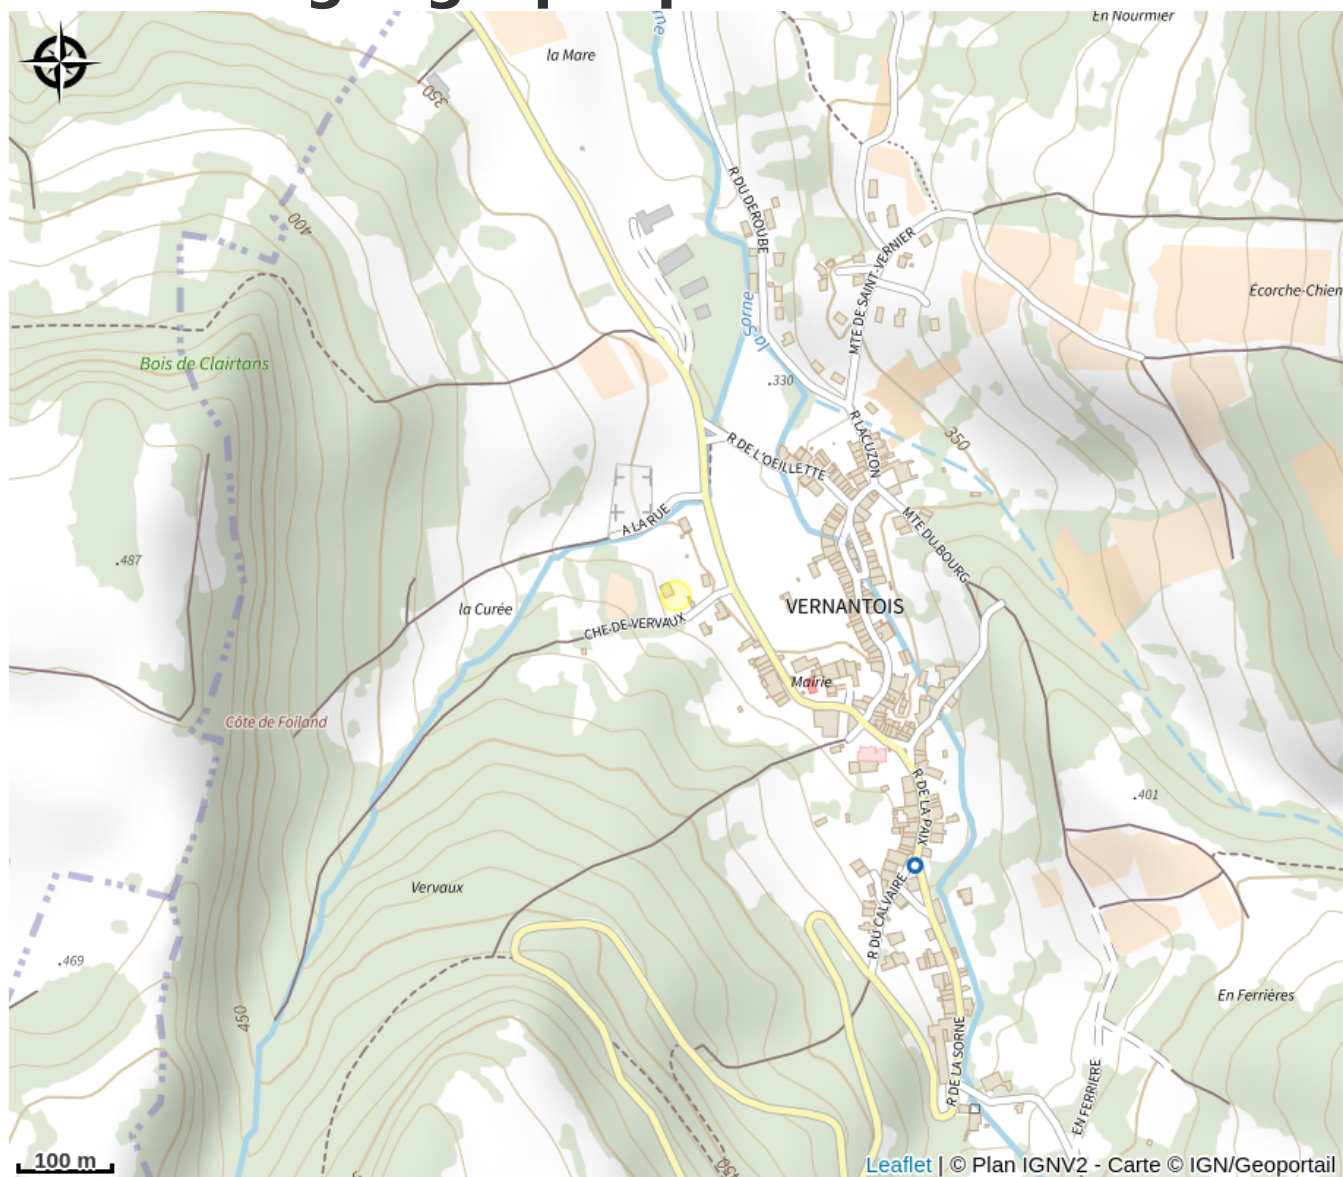 En Nourmier
la Mare
350
R DU DEROUBE
400
MTE DE SAINT-VERNIER
Écorche-Chien
la Sorne
Bois de Clairtans
.330
R LACUZON
350
R DE L'OEILLETTE
A LA RUE
MTE DU BOURG
.487
la Curée
VERNANTOIS
CHE DE VERVAUX
Mairie
Côte de Foiland
R DE LA PAIX
.401
Vervaux
R DU CALVAIRE
.469
En Ferrières
450
R DE LA SORNE
EN FERRIERE
100 m
Leaflet | © Plan IGNV2 - Carte © IGN/Geoportail